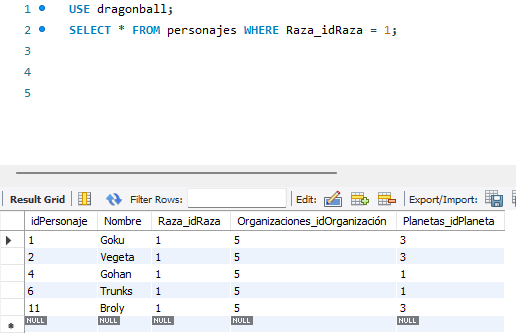 1 USE dragonball;
2 SELECT * FROM personajes WHERE Raza_idRaza = 1;
3
4
5
Result Grid Filter Rows: Edit: Export/Import:
idPersonaje Nombre Raza_idRaza Organizaciones_idOrganización Planetas_idPlaneta
1 Goku 1 5 3
2 Vegeta 1 5 3
4 Gohan 1 5 1
6 Trunks 1 5 1
11 Broly 1 5 3
NULL NULL NULL NULL NULL